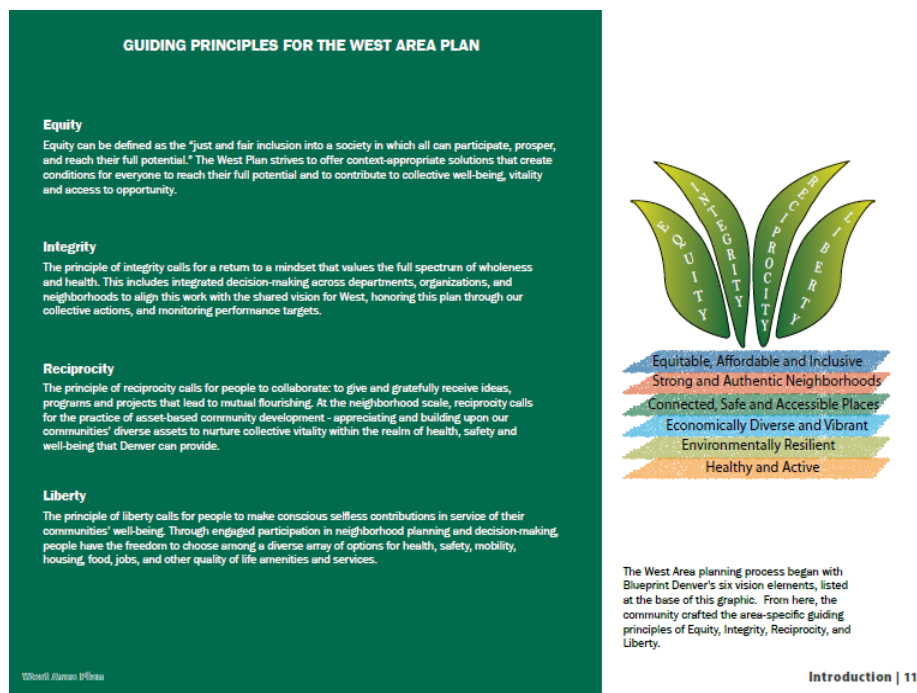 GUIDING PRINCIPLES FOR THE WEST AREA PLAN
Equity
Equity can be defined as the “just and fair inclusion into a society in which all can participate, prosper,
and reach their full potential.” The West Plan strives to offer context-appropriate solutions that create
conditions for everyone to reach their full potential and to contribute to collective well-being, vitality
and access to opportunity.
Integrity
The principle of integrity calls for a return to a mindset that values the full spectrum of wholeness
and health. This includes integrated decision-making across departments, organizations, and
neighborhoods to align this work with the shared vision for West, honoring this plan through our
collective actions, and monitoring performance targets.
Reciprocity
The principle of reciprocity calls for people to collaborate: to give and gratefully receive ideas,
programs and projects that lead to mutual flourishing. At the neighborhood scale, reciprocity calls
for the practice of asset-based community development - appreciating and building upon our
communities’ diverse assets to nurture collective vitality within the realm of health, safety and
well-being that Denver can provide.
Liberty
The principle of liberty calls for people to make conscious selfless contributions in service of their
communities’ well-being. Through engaged participation in neighborhood planning and decision-making,
people have the freedom to choose among a diverse array of options for health, safety, mobility,
housing, food, jobs, and other quality of life amenities and services.
EQUITY
INTEGRITY
RECIPROCITY
LIBERTY
Equitable, Affordable and Inclusive
Strong and Authentic Neighborhoods
Connected, Safe and Accessible Places
Economically Diverse and Vibrant
Environmentally Resilient
Healthy and Active
The West Area planning process began with
Blueprint Denver’s six vision elements, listed
at the base of this graphic.  From here, the
community crafted the area-specific guiding
principles of Equity, Integrity, Reciprocity, and
Liberty.
West Area Plan
Introduction | 11